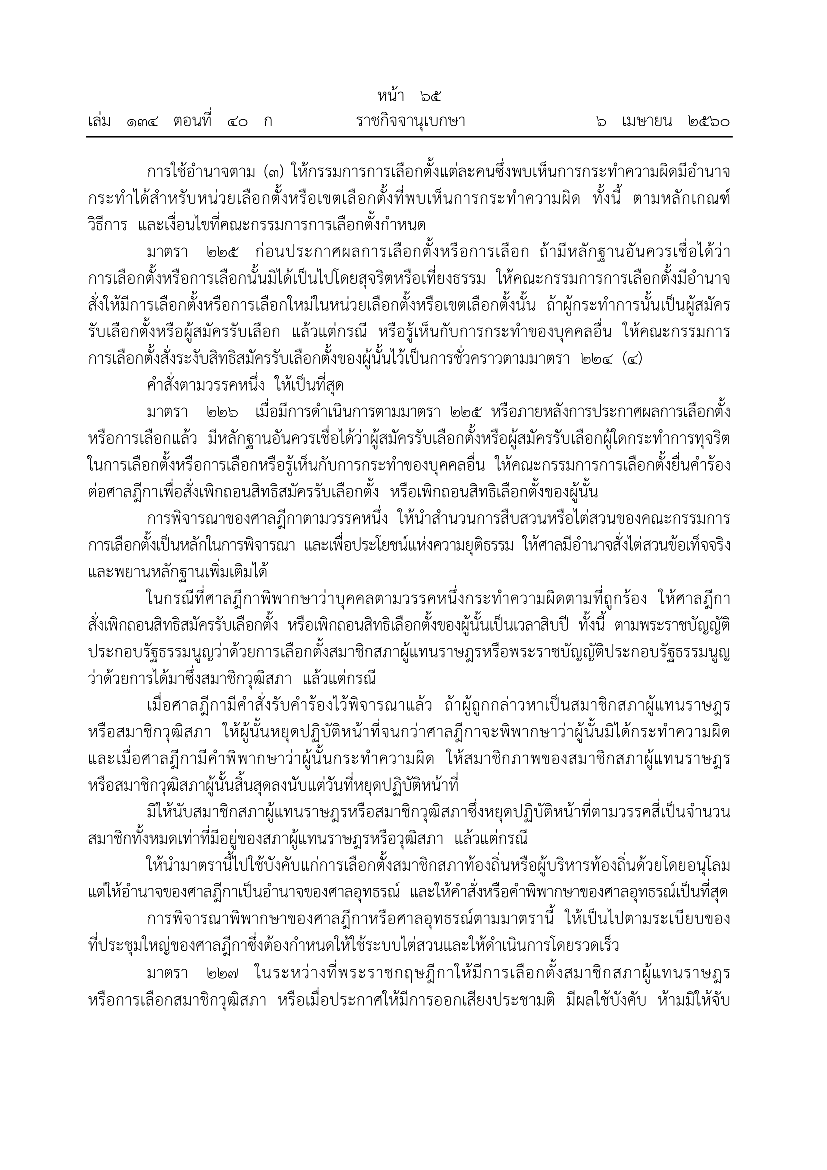 หน้า ๖๕
เล่ม ๑๓๔ ตอนที่ ๔๐ ก ราชกิจจานุเบกษา ๖ เมษายน ๒๕๖๐
การใช้อำนาจตาม (๓) ให้กรรมการการเลือกตั้งแต่ละคนซึ่งพบเห็นการกระทำความผิดมีอำนาจ
กระทำได้สำหรับหน่วยเลือกตั้งหรือเขตเลือกตั้งที่พบเห็นการกระทำความผิด ทั้งนี้ ตามหลักเกณฑ์
วิธีการ และเงื่อนไขที่คณะกรรมการการเลือกตั้งกำหนด
มาตรา ๒๒๕ ก่อนประกาศผลการเลือกตั้งหรือการเลือก ถ้ามีหลักฐานอันควรเชื่อได้ว่า
การเลือกตั้งหรือการเลือกนั้นมิได้เป็นไปโดยสุจริตหรือเที่ยงธรรม ให้คณะกรรมการการเลือกตั้งมีอำนาจ
สั่งให้มีการเลือกตั้งหรือการเลือกใหม่ในหน่วยเลือกตั้งหรือเขตเลือกตั้งนั้น ถ้าผู้กระทำการนั้นเป็นผู้สมัคร
รับเลือกตั้งหรือผู้สมัครรับเลือก แล้วแต่กรณี หรือรู้เห็นกับการกระทำของบุคคลอื่น ให้คณะกรรมการ
การเลือกตั้งสั่งระงับสิทธิสมัครรับเลือกตั้งของผู้นั้นไว้เป็นการชั่วคราวตามมาตรา ๒๒๔ (๔)
คำสั่งตามวรรคหนึ่ง ให้เป็นที่สุด
มาตรา ๒๒๖ เมื่อมีการดำเนินการตามมาตรา ๒๒๕ หรือภายหลังการประกาศผลการเลือกตั้ง
หรือการเลือกแล้ว มีหลักฐานอันควรเชื่อได้ว่าผู้สมัครรับเลือกตั้งหรือผู้สมัครรับเลือกผู้ใดกระทำการทุจริต
ในการเลือกตั้งหรือการเลือกหรือรู้เห็นกับการกระทำของบุคคลอื่น ให้คณะกรรมการการเลือกตั้งยื่นคำร้อง
ต่อศาลฎีกาเพื่อสั่งเพิกถอนสิทธิสมัครรับเลือกตั้ง หรือเพิกถอนสิทธิเลือกตั้งของผู้นั้น
การพิจารณาของศาลฎีกาตามวรรคหนึ่ง ให้นำสำนวนการสืบสวนหรือไต่สวนของคณะกรรมการ
การเลือกตั้งเป็นหลักในการพิจารณา และเพื่อประโยชน์แห่งความยุติธรรม ให้ศาลมีอำนาจสั่งไต่สวนข้อเท็จจริง
และพยานหลักฐานเพิ่มเติมได้
ในกรณีที่ศาลฎีกาพิพากษาว่าบุคคลตามวรรคหนึ่งกระทำความผิดตามที่ถูกร้อง ให้ศาลฎีกา
สั่งเพิกถอนสิทธิสมัครรับเลือกตั้ง หรือเพิกถอนสิทธิเลือกตั้งของผู้นั้นเป็นเวลาสิบปี ทั้งนี้ ตามพระราชบัญญัติ
ประกอบรัฐธรรมนูญว่าด้วยการเลือกตั้งสมาชิกสภาผู้แทนราษฎรหรือพระราชบัญญัติประกอบรัฐธรรมนูญ
ว่าด้วยการได้มาซึ่งสมาชิกวุฒิสภา แล้วแต่กรณี
เมื่อศาลฎีกามีคำสั่งรับคำร้องไว้พิจารณาแล้ว ถ้าผู้ถูกกล่าวหาเป็นสมาชิกสภาผู้แทนราษฎร
หรือสมาชิกวุฒิสภา ให้ผู้นั้นหยุดปฏิบัติหน้าที่จนกว่าศาลฎีกาจะพิพากษาว่าผู้นั้นมิได้กระทำความผิด
และเมื่อศาลฎีกามีคำพิพากษาว่าผู้นั้นกระทำความผิด ให้สมาชิกภาพของสมาชิกสภาผู้แทนราษฎร
หรือสมาชิกวุฒิสภาผู้นั้นสิ้นสุดลงนับแต่วันที่หยุดปฏิบัติหน้าที่
มิให้นับสมาชิกสภาผู้แทนราษฎรหรือสมาชิกวุฒิสภาซึ่งหยุดปฏิบัติหน้าที่ตามวรรคสี่เป็นจำนวน
สมาชิกทั้งหมดเท่าที่มีอยู่ของสภาผู้แทนราษฎรหรือวุฒิสภา แล้วแต่กรณี
ให้นำมาตรานี้ไปใช้บังคับแก่การเลือกตั้งสมาชิกสภาท้องถิ่นหรือผู้บริหารท้องถิ่นด้วยโดยอนุโลม
แต่ให้อำนาจของศาลฎีกาเป็นอำนาจของศาลอุทธรณ์ และให้คำสั่งหรือคำพิพากษาของศาลอุทธรณ์เป็นที่สุด
การพิจารณาพิพากษาของศาลฎีกาหรือศาลอุทธรณ์ตามมาตรานี้ ให้เป็นไปตามระเบียบของ
ที่ประชุมใหญ่ของศาลฎีกาซึ่งต้องกำหนดให้ใช้ระบบไต่สวนและให้ดำเนินการโดยรวดเร็ว
มาตรา ๒๒๗ ในระหว่างที่พระราชกฤษฎีกาให้มีการเลือกตั้งสมาชิกสภาผู้แทนราษฎร
หรือการเลือกสมาชิกวุฒิสภา หรือเมื่อประกาศให้มีการออกเสียงประชามติ มีผลใช้บังคับ ห้ามมิให้จับ